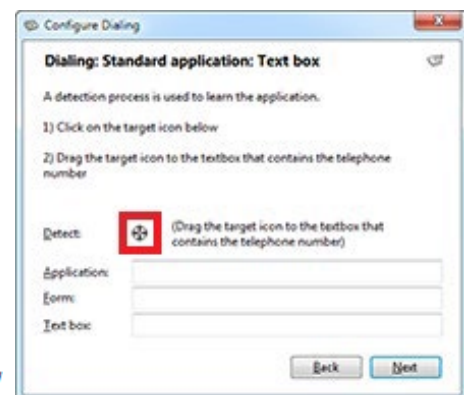 Configure Dialing
Dialing: Standard application: Text box
A detection process is used to learn the application.
1) Click on the target icon below
2) Drag the target icon to the textbox that contains the telephone
number
Detect: (Drag the target icon to the textbox that
contains the telephone number)
Application:
Form:
Text box:
Back Next